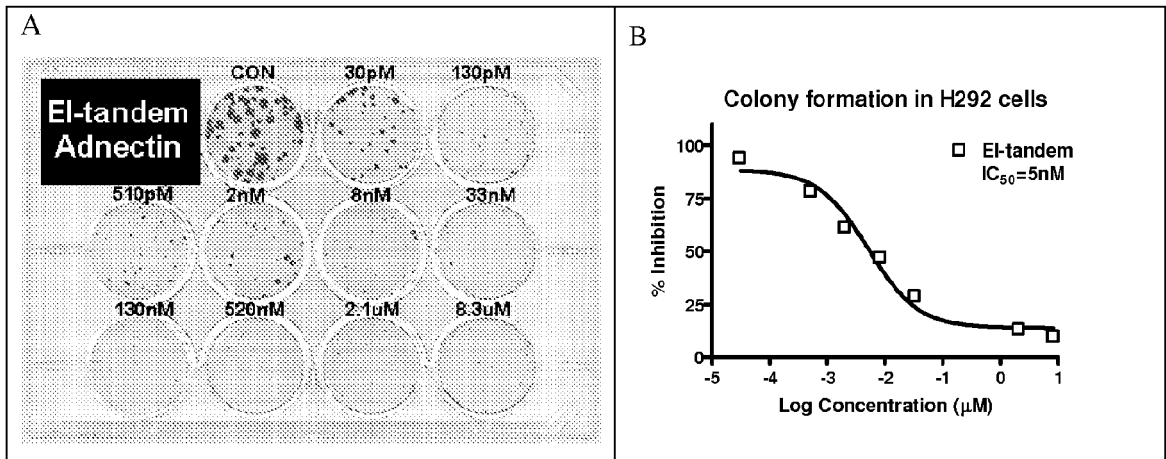 A
El-tandem
Adnectin
CON
30pM
130pM
510pM
2nM
8nM
33nM
130nM
520nM
2.1uM
8.3uM
B
Colony formation in H292 cells
El-tandem
IC50=5nM
% Inhibition
100
75
50
25
0
-5
-4
-3
-2
-1
0
1
Log Concentration (μM)